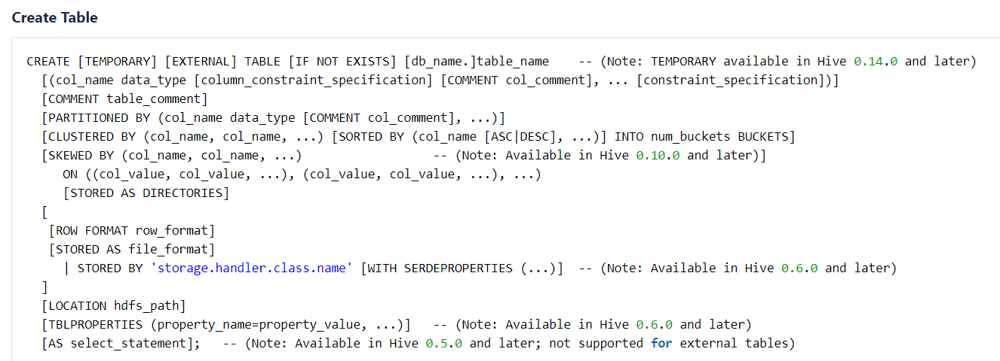 Create Table
CREATE [TEMPORARY] [EXTERNAL] TABLE [IF NOT EXISTS] [db_name.]table_name    -- (Note: TEMPORARY available in Hive 0.14.0 and later)
  [(col_name data_type [column_constraint_specification] [COMMENT col_comment], ... [constraint_specification])]
  [COMMENT table_comment]
  [PARTITIONED BY (col_name data_type [COMMENT col_comment], ...)]
  [CLUSTERED BY (col_name, col_name, ...) [SORTED BY (col_name [ASC|DESC], ...)] INTO num_buckets BUCKETS]
  [SKEWED BY (col_name, col_name, ...)                  -- (Note: Available in Hive 0.10.0 and later)]
     ON ((col_value, col_value, ...), (col_value, col_value, ...), ...)
     [STORED AS DIRECTORIES]
  [
   [ROW FORMAT row_format]
   [STORED AS file_format]
     | STORED BY 'storage.handler.class.name' [WITH SERDEPROPERTIES (...)]  -- (Note: Available in Hive 0.6.0 and later)
  ]
  [LOCATION hdfs_path]
  [TBLPROPERTIES (property_name=property_value, ...)]   -- (Note: Available in Hive 0.6.0 and later)
  [AS select_statement];   -- (Note: Available in Hive 0.5.0 and later; not supported for external tables)